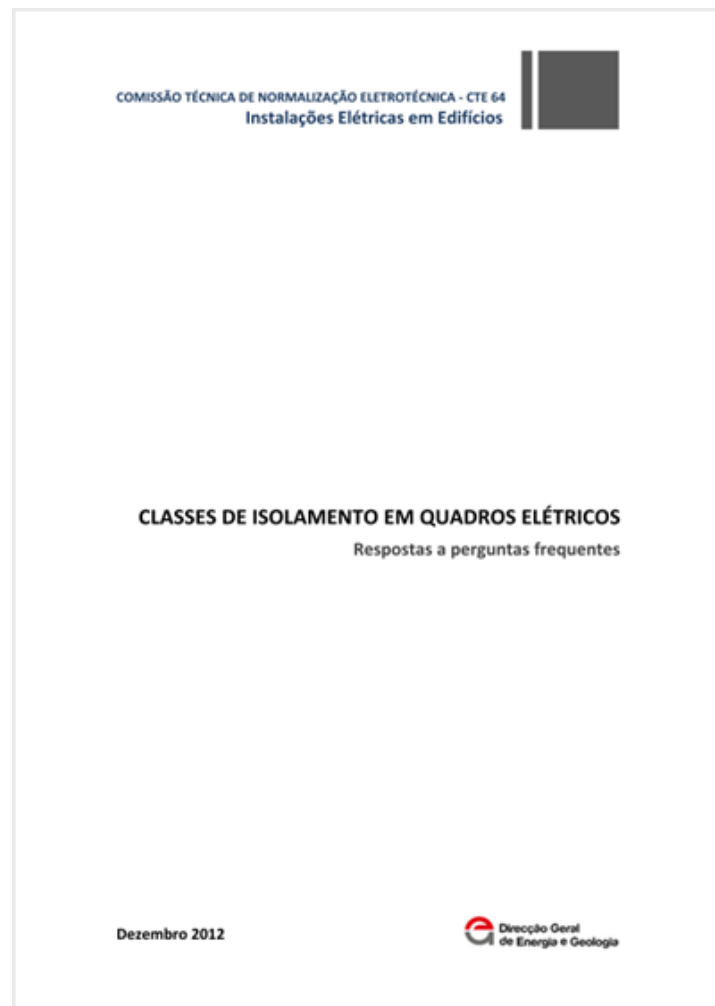 COMISSÃO TÉCNICA DE NORMALIZAÇÃO ELETROTÉCNICA - CTE 64
Instalações Elétricas em Edifícios
CLASSES DE ISOLAMENTO EM QUADROS ELÉTRICOS
Respostas a perguntas frequentes
Dezembro 2012
Direcção Geral
de Energia e Geologia